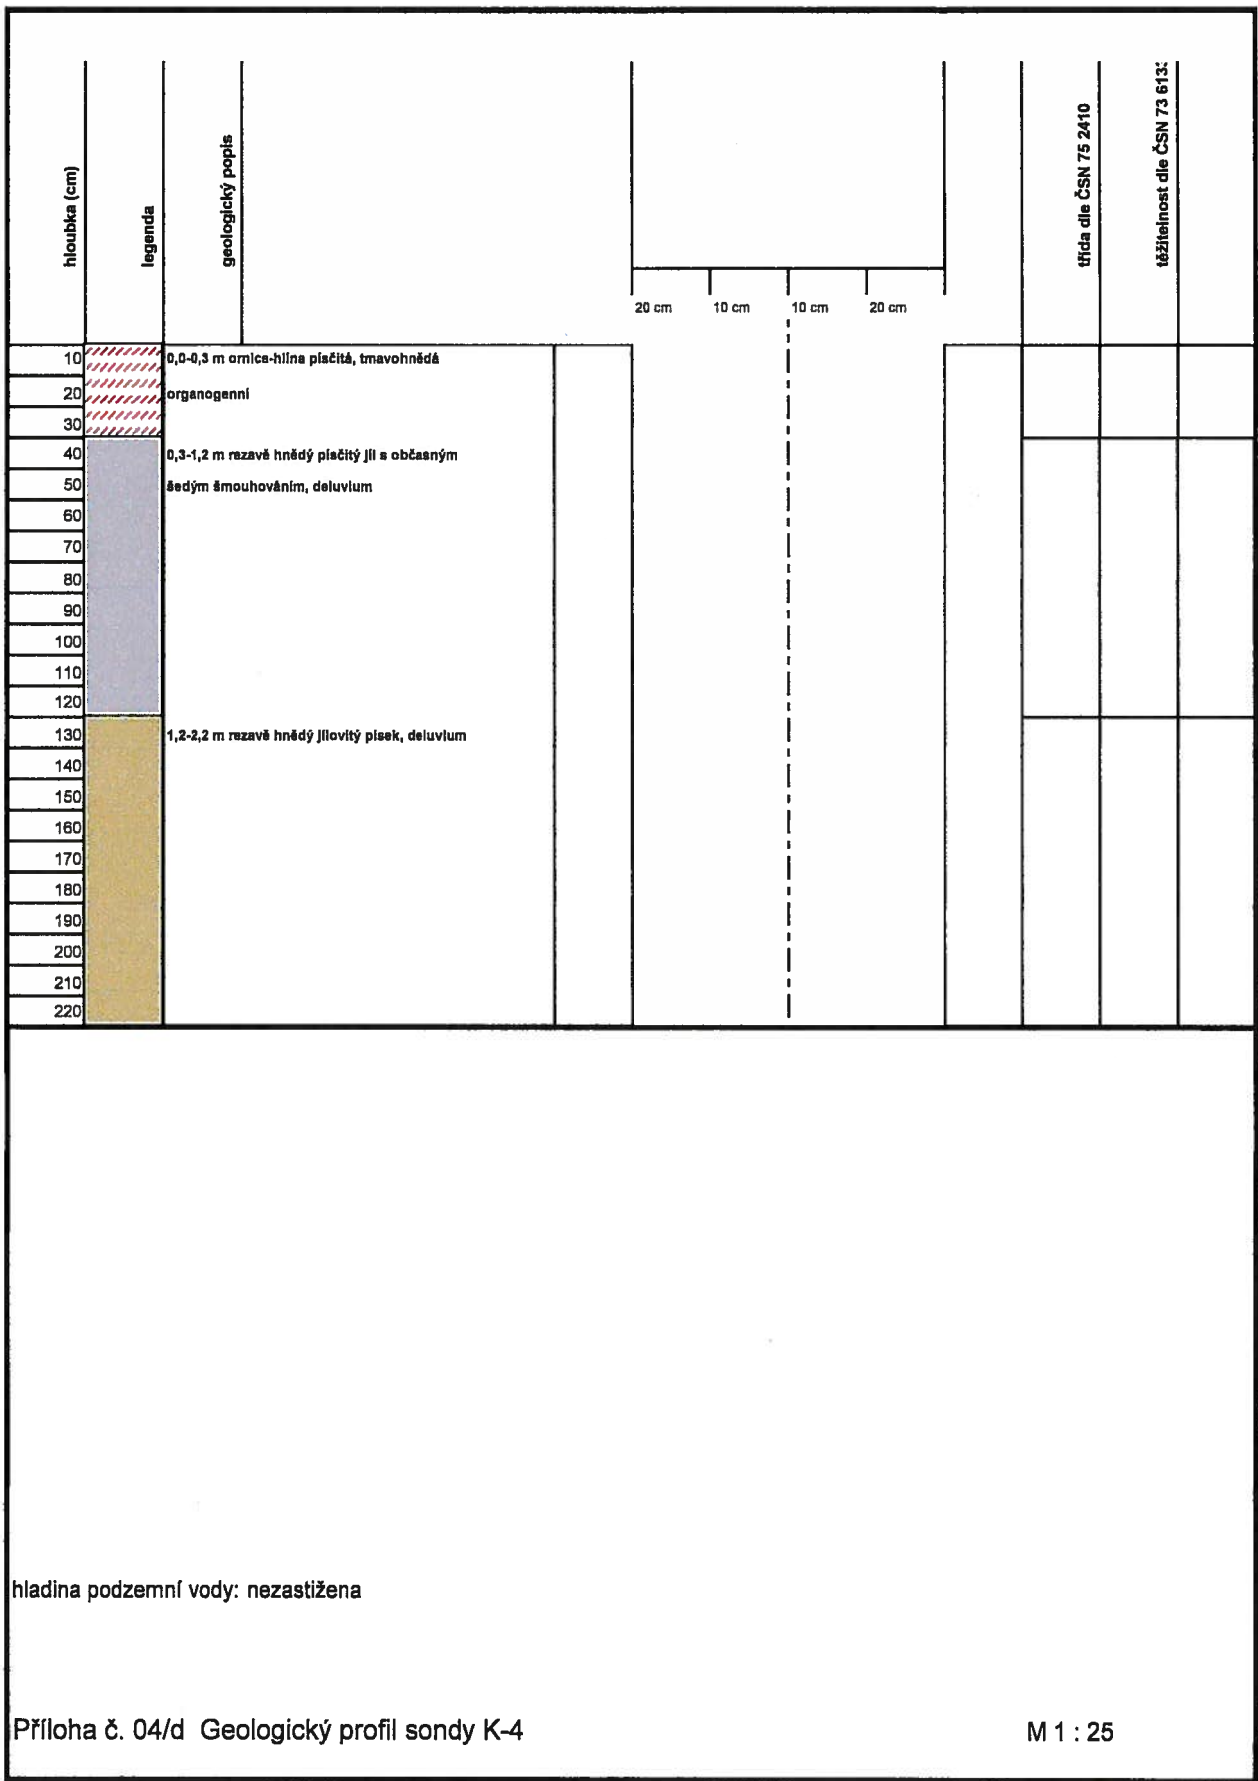 hloubka (cm)
legenda
geologický popis
třída dle ČSN 75 2410
těžitelnost dle ČSN 73 613
20 cm 10 cm 10 cm 20 cm
10 0,0-0,3 m ornice-hlína písčitá, tmavohnědá
20 organogenní
30
40 0,3-1,2 m rezavě hnědý písčitý jíl s občasným
50 šedým šmouhováním, deluvium
60
70
80
90
100
110
120
130 1,2-2,2 m rezavě hnědý jílovitý písek, deluvium
140
150
160
170
180
190
200
210
220
hladina podzemní vody: nezastižena
Příloha č. 04/d Geologický profil sondy K-4 M 1 : 25